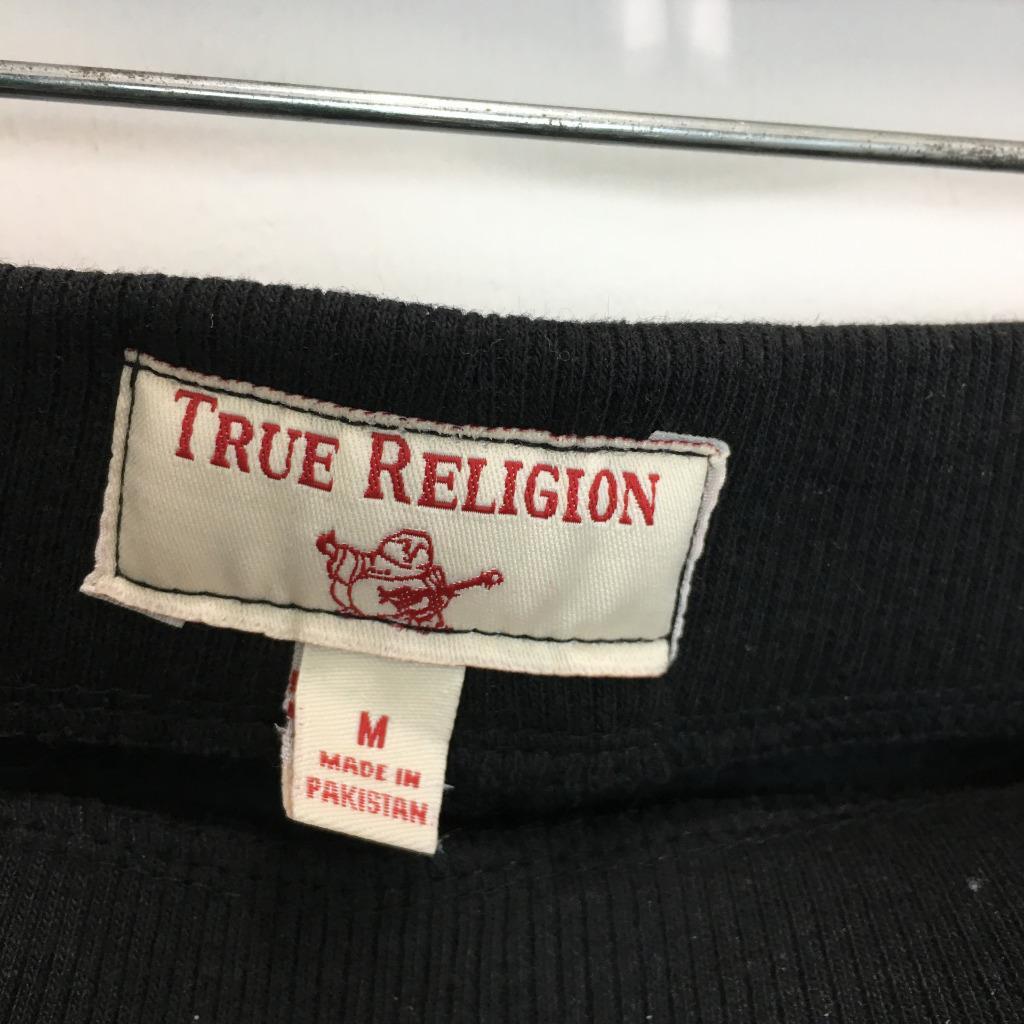 TRUE RELIGION
M
MADE IN
PAKISTAN